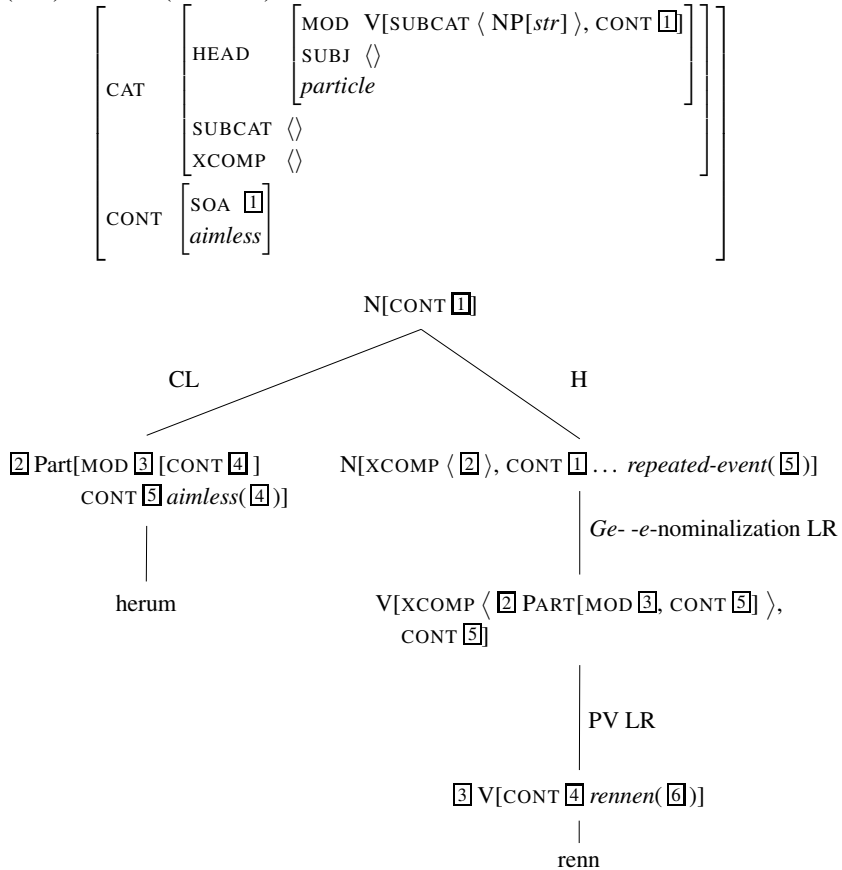 MOD V[SUBCAT ⟨ NP[str] ⟩, CONT 1]
HEAD SUBJ ⟨⟩
CAT particle
SUBCAT ⟨⟩
XCOMP ⟨⟩
CONT SOA 1
aimless
N[CONT 1]
CL H
2 Part[MOD 3 [CONT 4 ] N[XCOMP ⟨ 2 ⟩, CONT 1 … repeated-event( 5 )]
CONT 5 aimless( 4 )]
Ge- -e-nominalization LR
herum V[XCOMP ⟨ 2 PART[MOD 3, CONT 5] ⟩,
CONT 5]
PV LR
3 V[CONT 4 rennen( 6 )]
renn